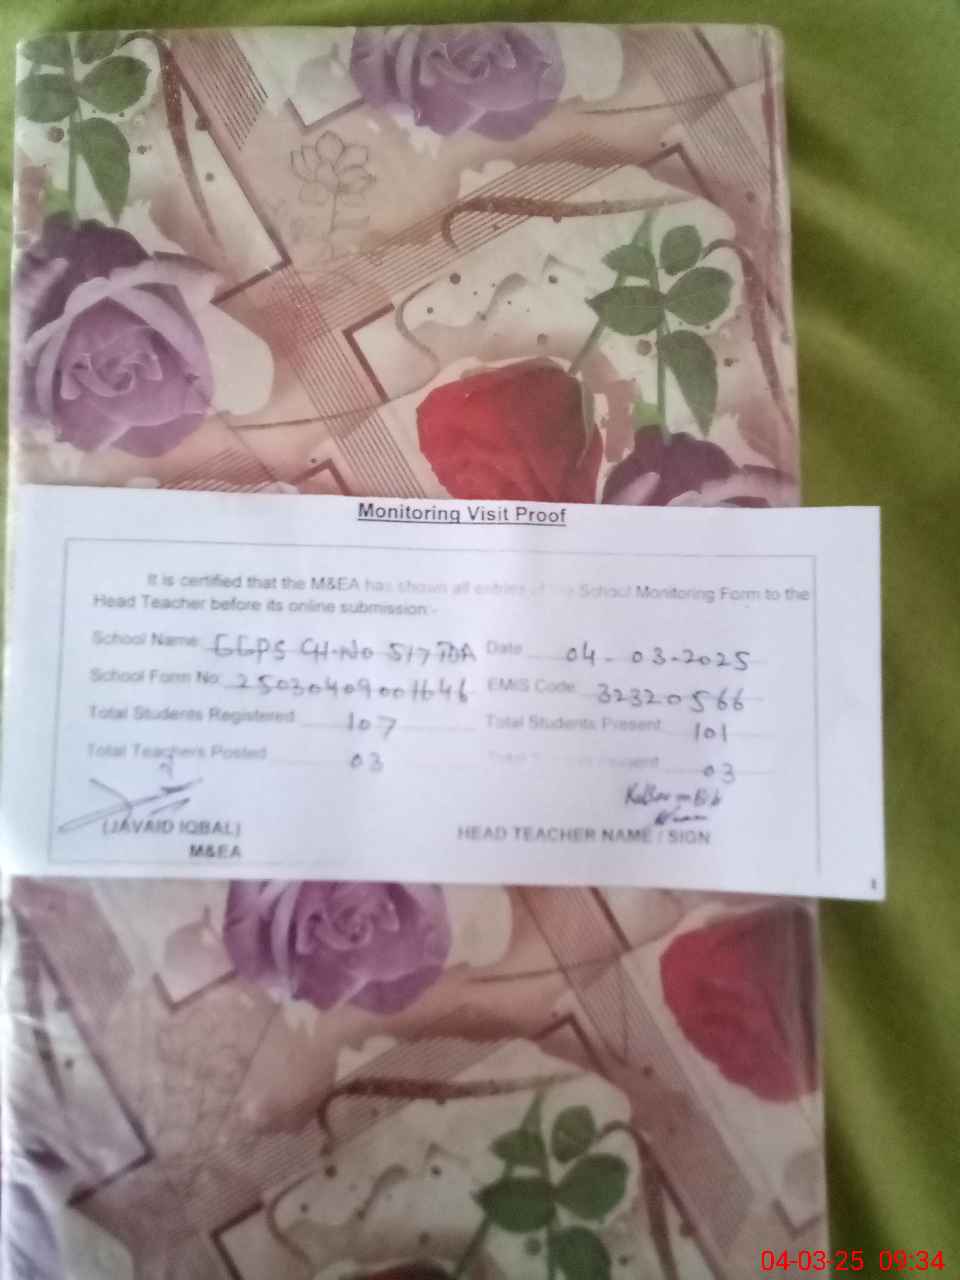 Monitoring Visit Proof
It is certified that the M&EA has shown all entries of the School Monitoring Form to the
Head Teacher before its online submission:-
School Name: GGPS CH-No 517 TDA Date 04-03-2025
School Form No: EMIS Code 32320566
Total Students Registered 107 Total Students Present 101
Total Teachers Posted 03 Total Present 03
(JAVAID IQBAL)
M&EA
HEAD TEACHER NAME / SIGN
04-03-25 09:34